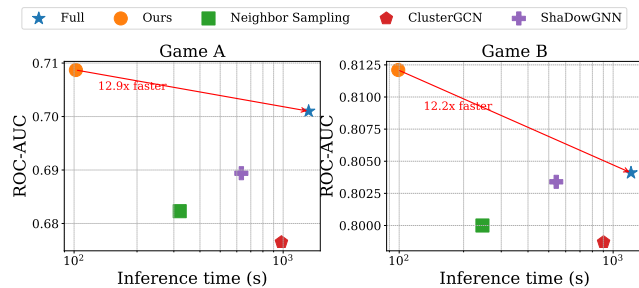 Full Ours Neighbor Sampling ClusterGCN ShaDowGNN
Game A
ROC-AUC
0.71
0.70
0.69
0.68
12.9x faster
10² 10³
Inference time (s)
Game B
ROC-AUC
0.8125
0.8100
0.8075
0.8050
0.8025
0.8000
12.2x faster
10² 10³
Inference time (s)